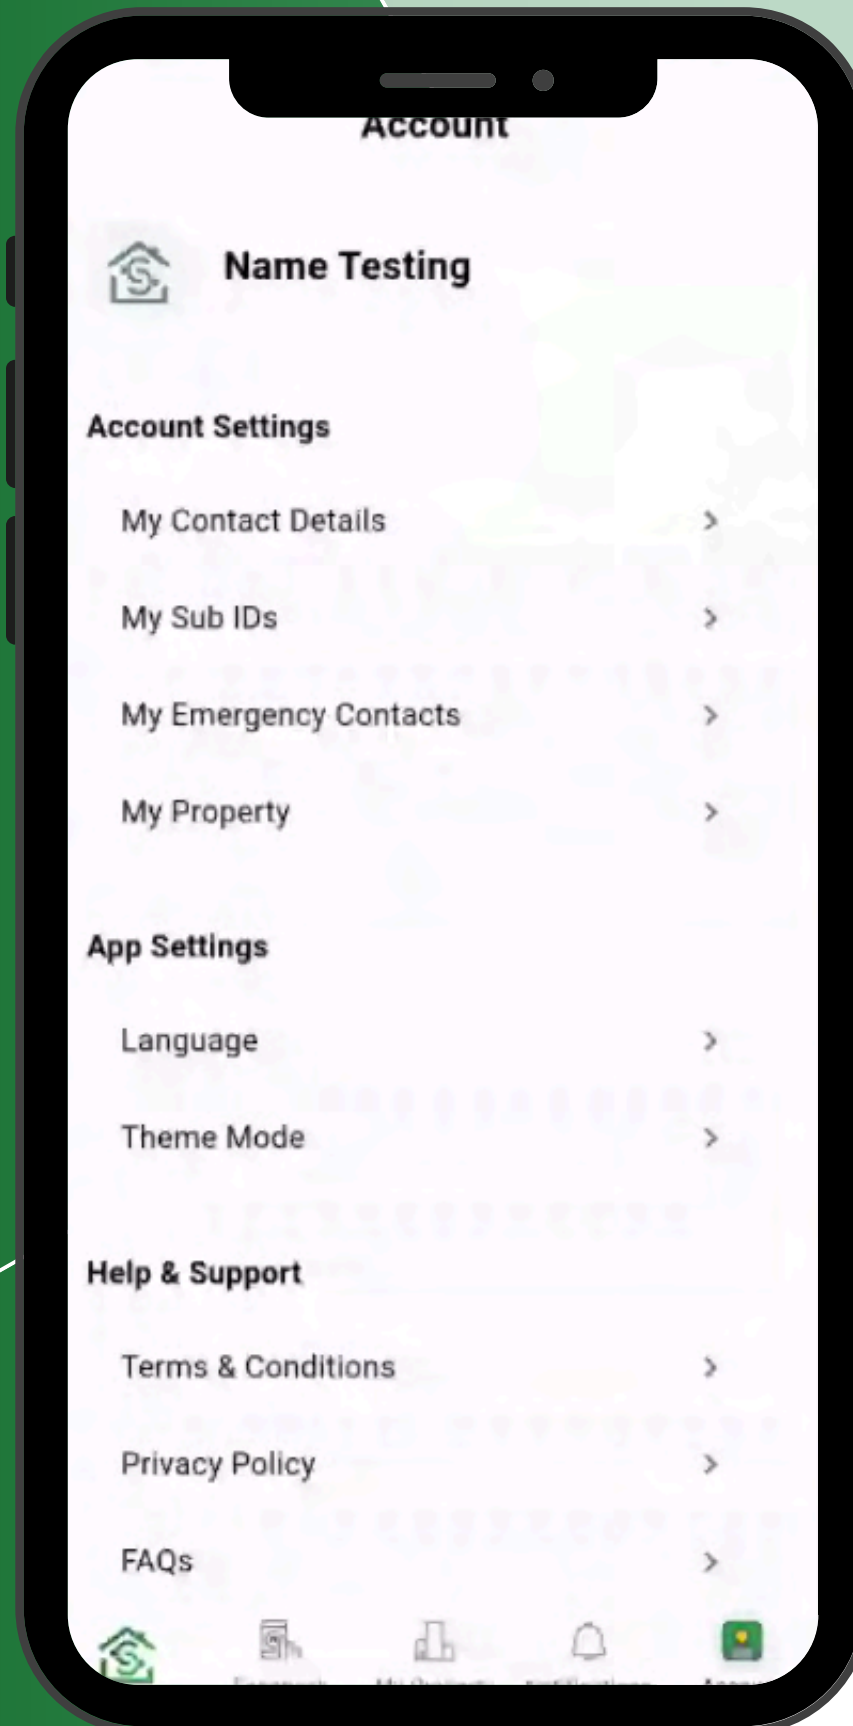 Account
Name Testing
Account Settings
My Contact Details
My Sub IDs
My Emergency Contacts
My Property
App Settings
Language
Theme Mode
Help & Support
Terms & Conditions
Privacy Policy
FAQs